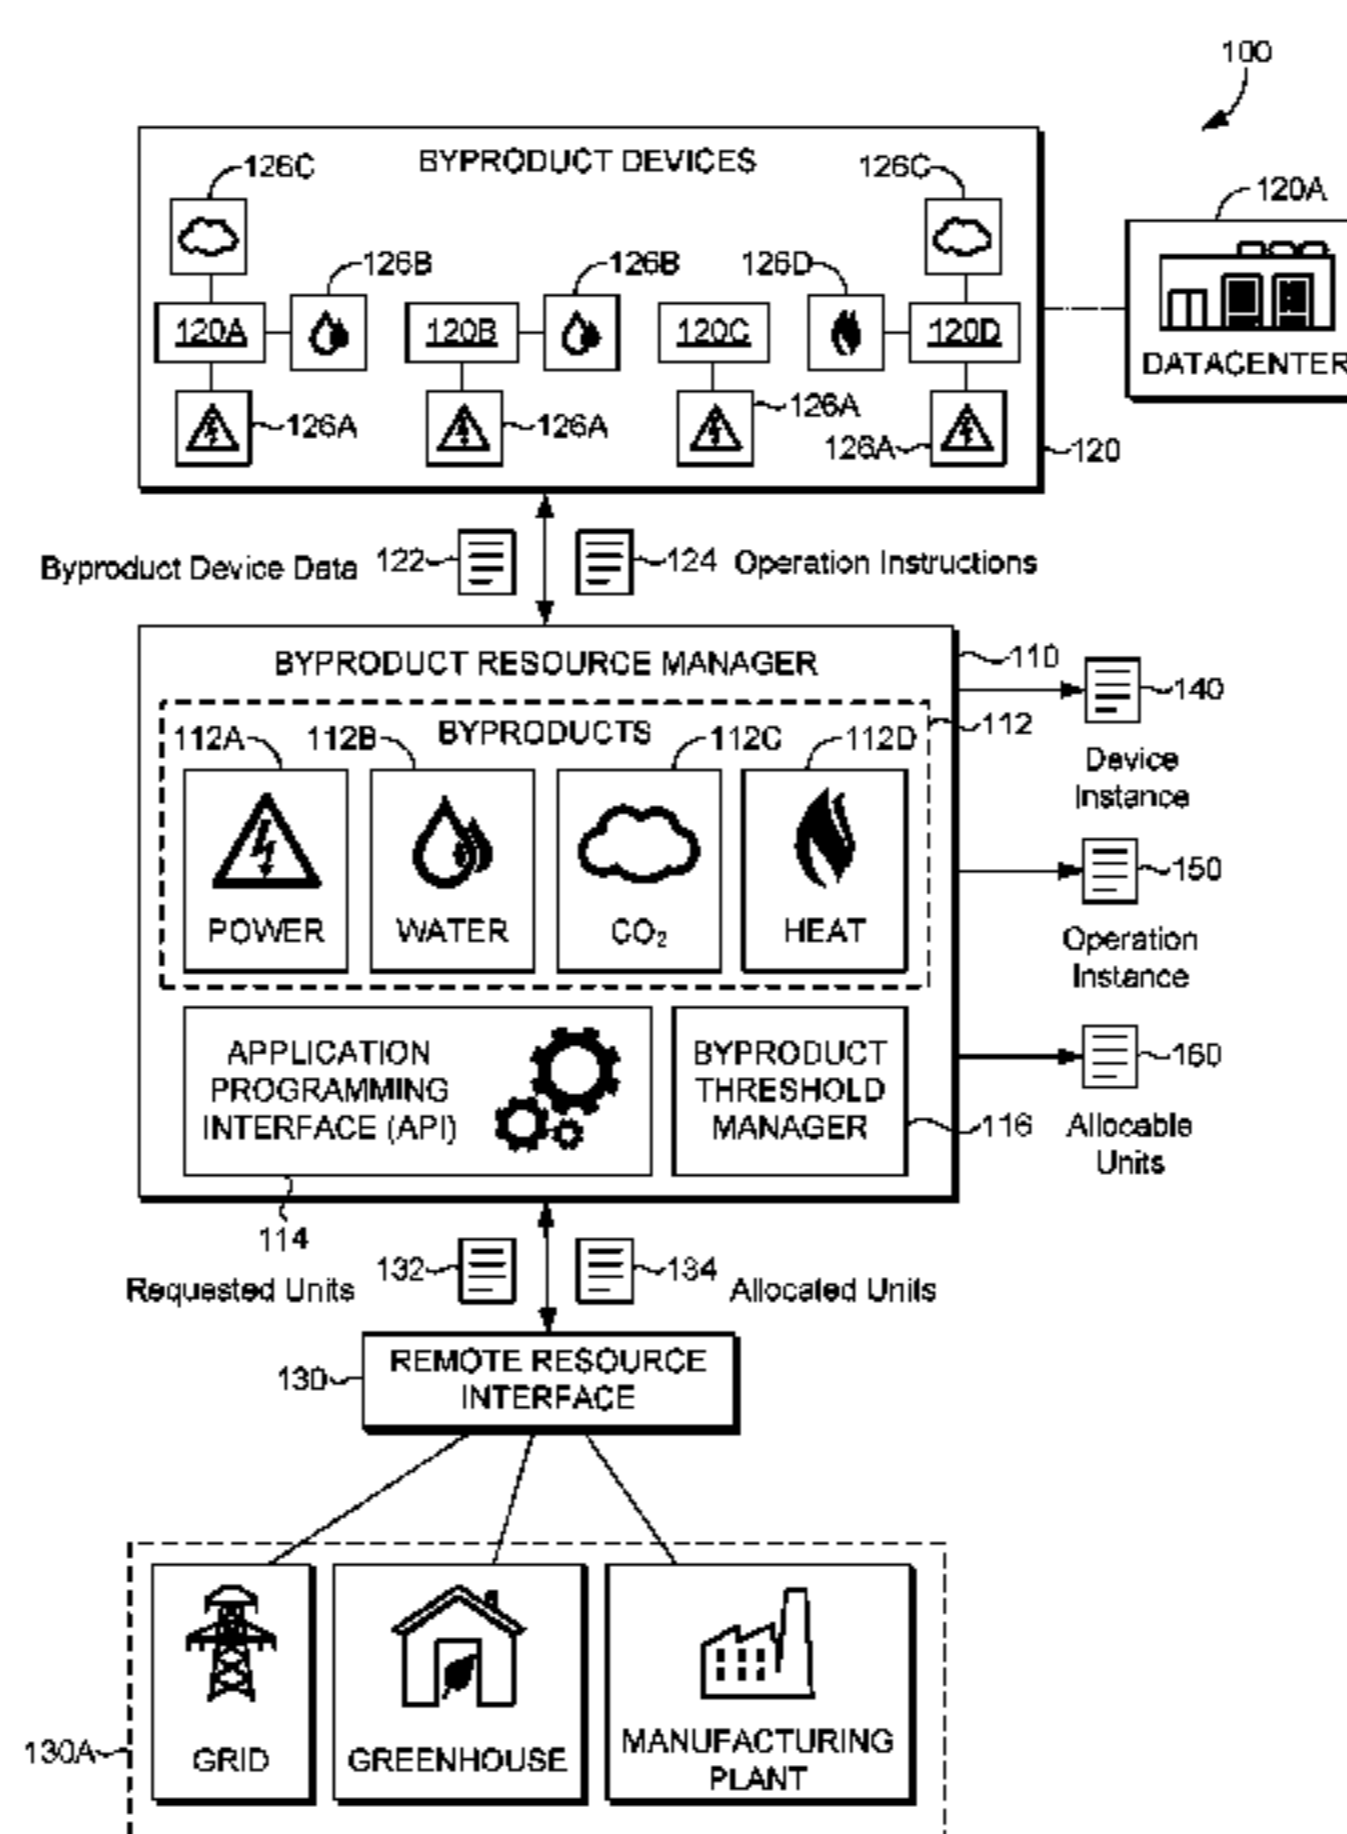 100
BYPRODUCT DEVICES
126C
126C
120A
126B
126B
126D
120A
120B
120C
120D
DATACENTER
126A
126A
126A
126A
120
Byproduct Device Data
122
124
Operation Instructions
BYPRODUCT RESOURCE MANAGER
110
140
112A
112B
BYPRODUCTS
112C
112D
112
Device
Instance
POWER
WATER
CO₂
HEAT
150
Operation
Instance
APPLICATION
PROGRAMMING
INTERFACE (API)
BYPRODUCT
THRESHOLD
MANAGER
160
116
Allocable
Units
114
Requested Units
132
134
Allocated Units
130
REMOTE RESOURCE
INTERFACE
130A
GRID
GREENHOUSE
MANUFACTURING
PLANT